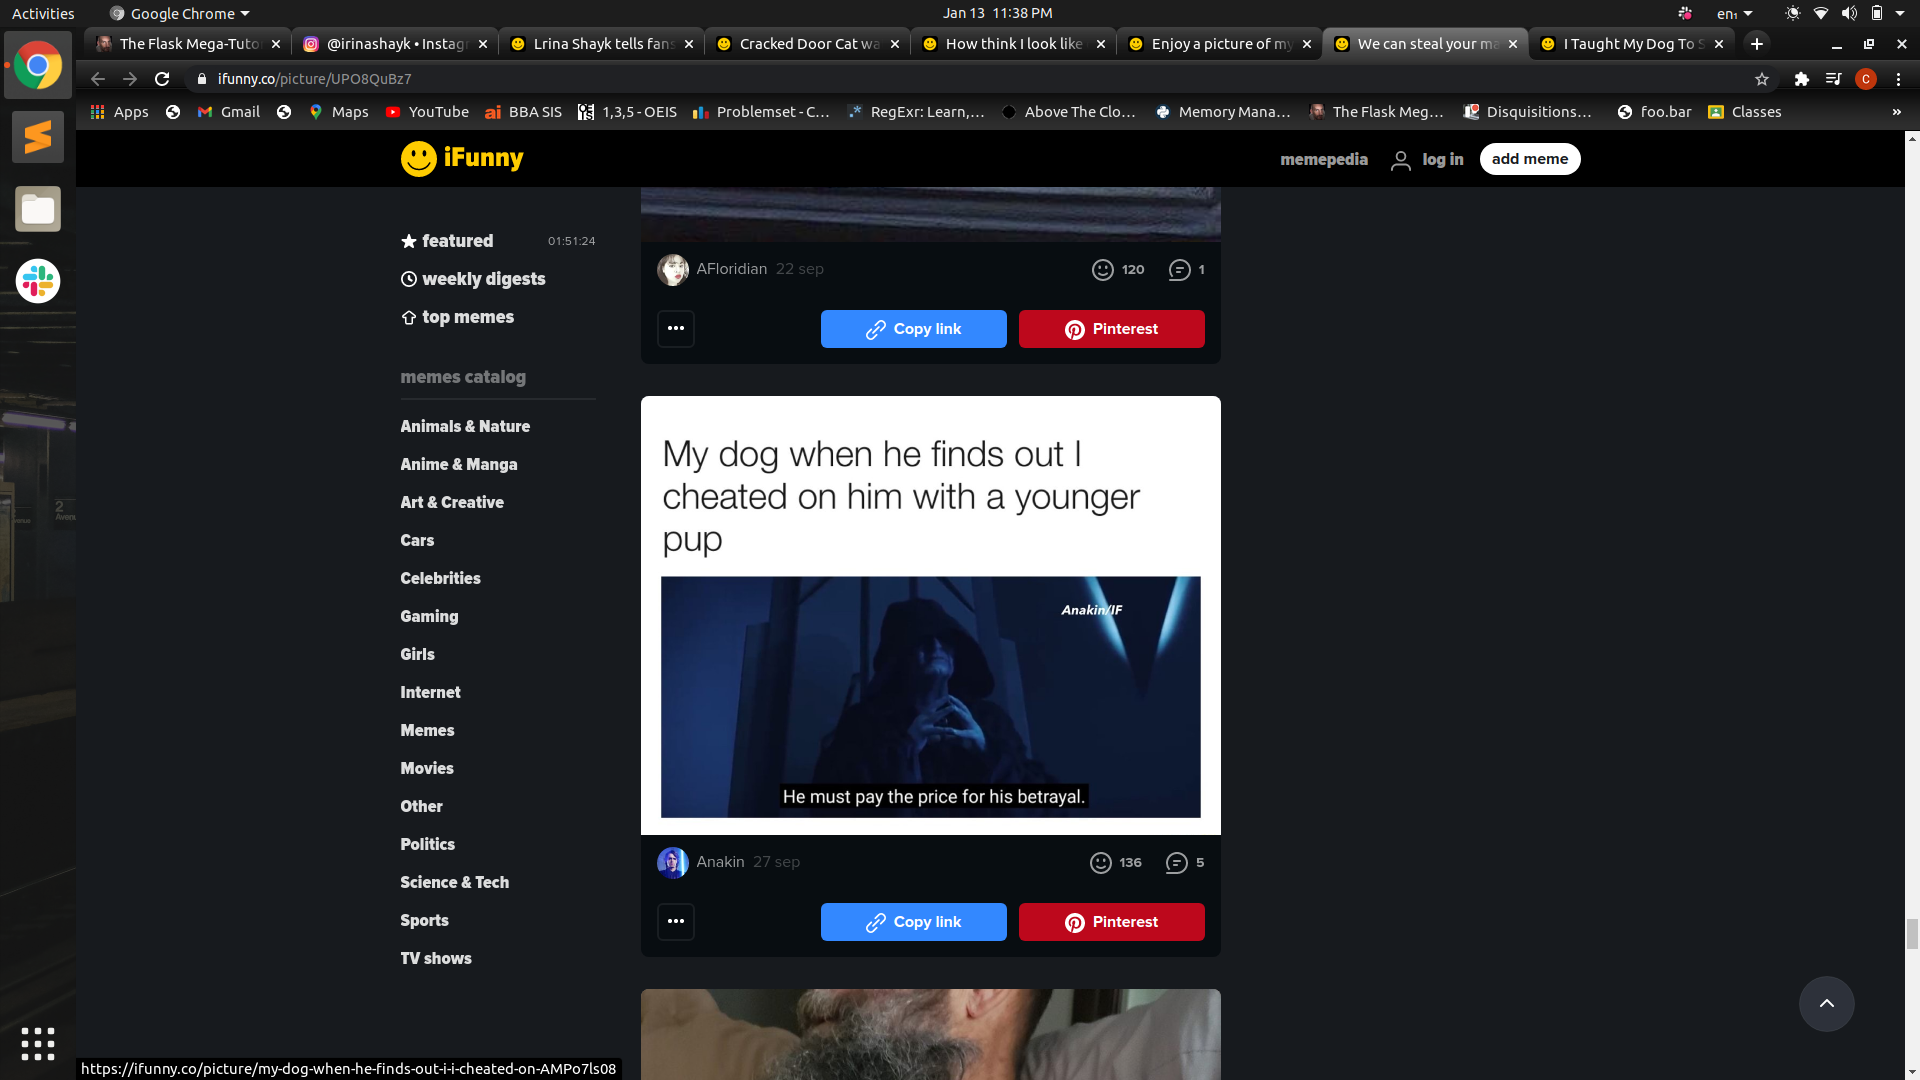 Activities
Google Chrome
Jan 13 11:38 PM
en₁
The Flask Mega-Tuto
@irinashayk • Instagr
Lrina Shayk tells fans
Cracked Door Cat wa
How think I look like
Enjoy a picture of my
We can steal your ma
I Taught My Dog To S
ifunny.co/picture/UPO8QuBz7
C
Apps
Gmail
Maps
YouTube
BBA SIS
1,3,5 - OEIS
Problemset - C...
RegExr: Learn,...
Above The Clo...
Memory Mana...
The Flask Meg...
Disquisitions...
foo.bar
Classes
»
iFunny
memepedia
log in
add meme
featured 01:51:24
weekly digests
top memes
memes catalog
Animals & Nature
Anime & Manga
Art & Creative
Cars
Celebrities
Gaming
Girls
Internet
Memes
Movies
Other
Politics
Science & Tech
Sports
TV shows
AFloridian 22 sep 120 1
Copy link Pinterest
My dog when he finds out I
cheated on him with a younger
pup
Anakin/IF
He must pay the price for his betrayal.
Anakin 27 sep 136 5
Copy link Pinterest
https://ifunny.co/picture/my-dog-when-he-finds-out-i-i-cheated-on-AMPo7ls08